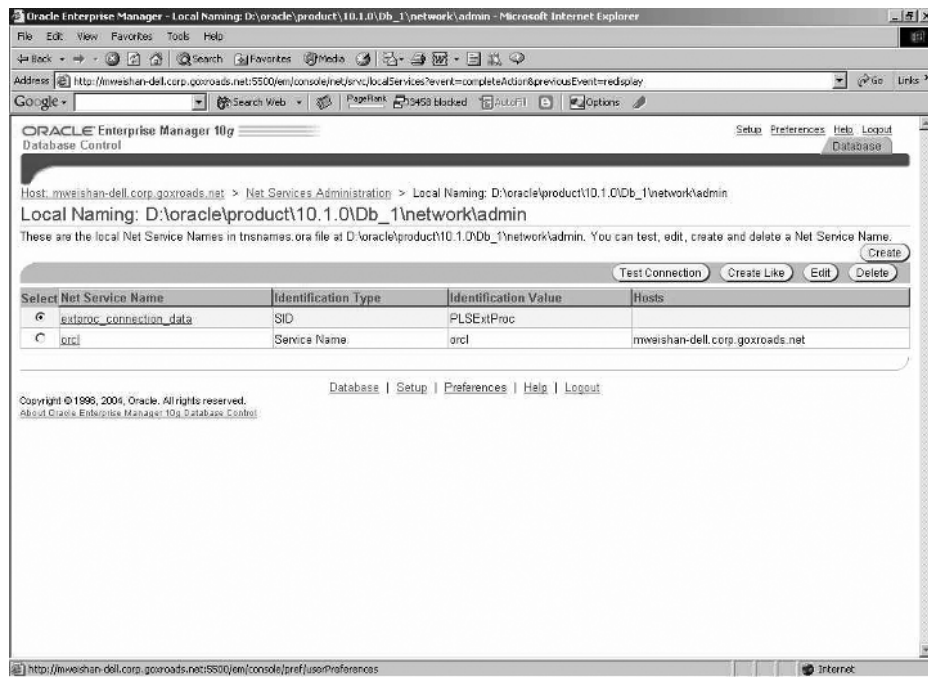 Oracle Enterprise Manager - Local Naming: D:\oracle\product\10.1.0\Db_1\network\admin - Microsoft Internet Explorer
File Edit View Favorites Tools Help
Back Search Favorites Media
Address http://mweishan-dell.corp.goxroads.net:5500/em/console/net/srvc/localServices?event=completeAction&previousEvent=redisplay Go Links
Google Search Web PageRank 3458 blocked AutoFill Options
ORACLE Enterprise Manager 10g
Database Control
Setup Preferences Help Logout
Database
Host: mweishan-dell.corp.goxroads.net > Net Services Administration > Local Naming: D:\oracle\product\10.1.0\Db_1\network\admin
Local Naming: D:\oracle\product\10.1.0\Db_1\network\admin
These are the local Net Service Names in tnsnames.ora file at D:\oracle\product\10.1.0\Db_1\network\admin. You can test, edit, create and delete a Net Service Name.
Create
Test Connection Create Like Edit Delete
Select Net Service Name Identification Type Identification Value Hosts
extproc_connection_data SID PLSExtProc
orcl Service Name orcl mweishan-dell.corp.goxroads.net
Database | Setup | Preferences | Help | Logout
Copyright © 1996, 2004, Oracle. All rights reserved.
About Oracle Enterprise Manager 10g Database Control
http://mweishan-dell.corp.goxroads.net:5500/em/console/pref/userPreferences Internet